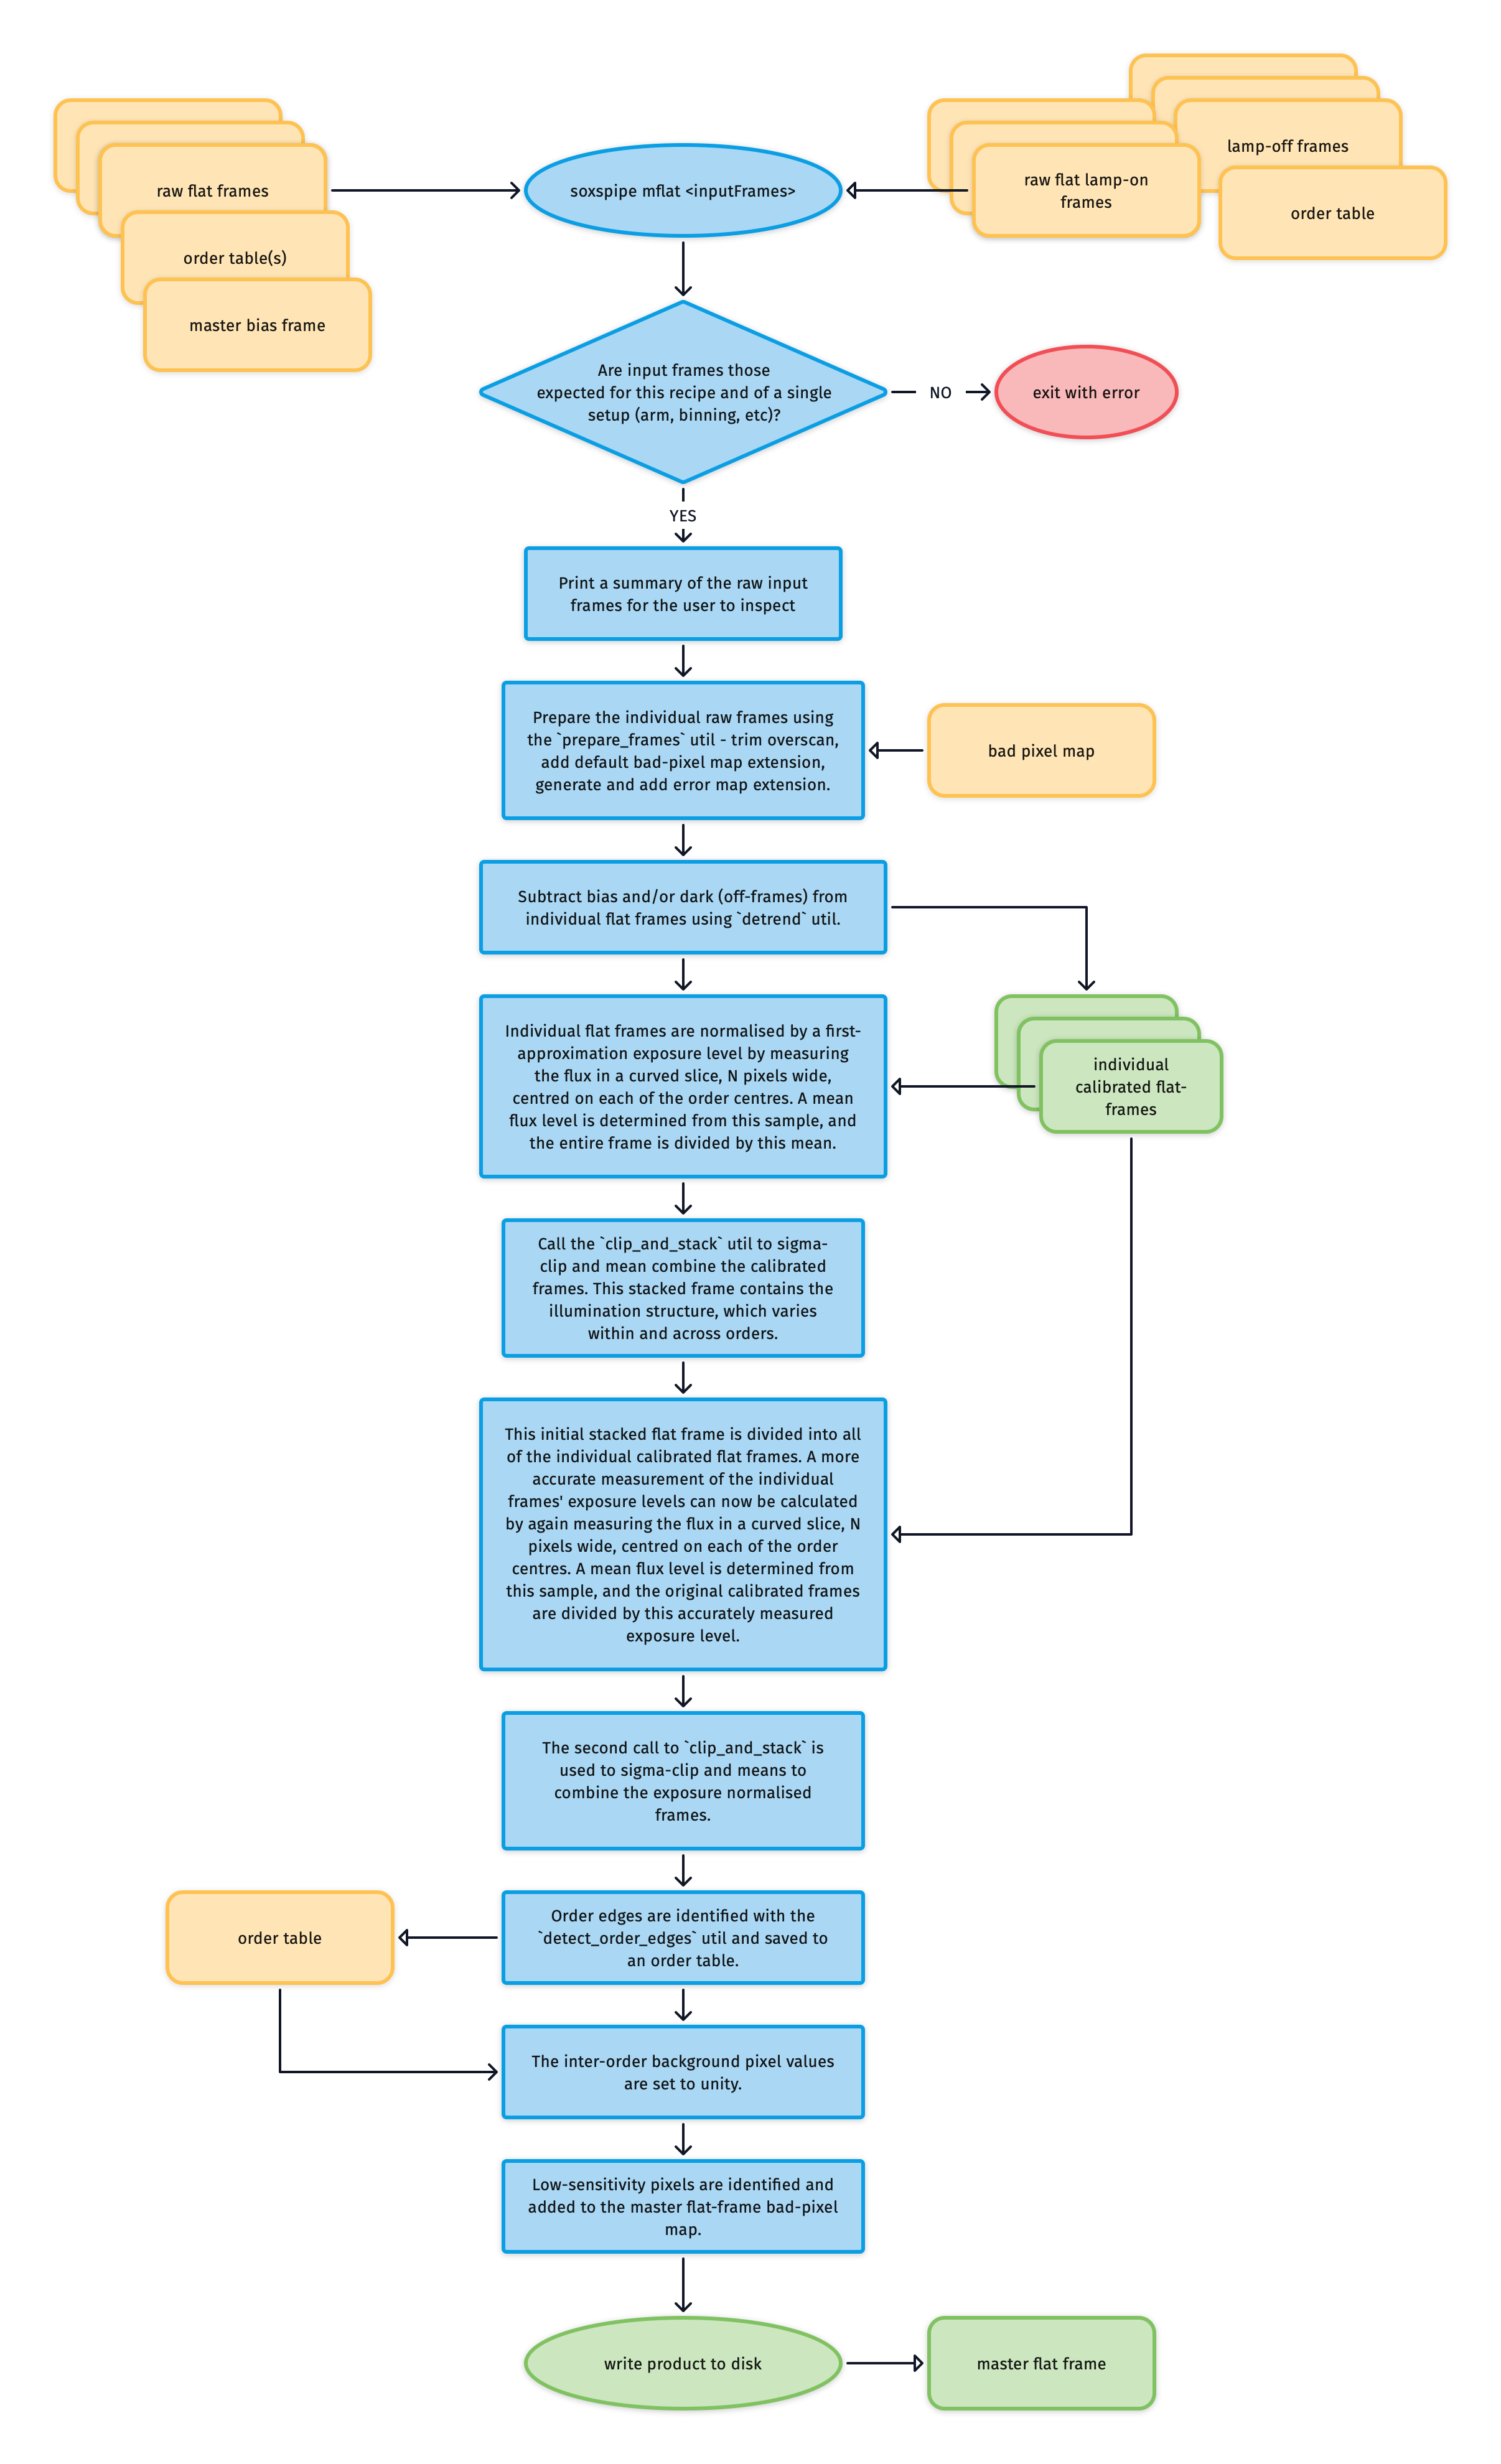 lamp-off frames
raw flat frames
soxspipe mflat <inputFrames>
raw flat lamp-on
frames
order table
order table(s)
master bias frame
Are input frames those
expected for this recipe and of a single
setup (arm, binning, etc)?
NO
exit with error
YES
Print a summary of the raw input
frames for the user to inspect
Prepare the individual raw frames using
the `prepare_frames` util - trim overscan,
add default bad-pixel map extension,
generate and add error map extension.
bad pixel map
Subtract bias and/or dark (off-frames) from
individual flat frames using `detrend` util.
Individual flat frames are normalised by a first-
approximation exposure level by measuring
the flux in a curved slice, N pixels wide,
centred on each of the order centres. A mean
flux level is determined from this sample, and
the entire frame is divided by this mean.
individual
calibrated flat-
frames
Call the `clip_and_stack` util to sigma-
clip and mean combine the calibrated
frames. This stacked frame contains the
illumination structure, which varies
within and across orders.
This initial stacked flat frame is divided into all
of the individual calibrated flat frames. A more
accurate measurement of the individual
frames' exposure levels can now be calculated
by again measuring the flux in a curved slice, N
pixels wide, centred on each of the order
centres. A mean flux level is determined from
this sample, and the original calibrated frames
are divided by this accurately measured
exposure level.
The second call to `clip_and_stack` is
used to sigma-clip and means to
combine the exposure normalised
frames.
Order edges are identified with the
`detect_order_edges` util and saved to
an order table.
order table
The inter-order background pixel values
are set to unity.
Low-sensitivity pixels are identified and
added to the master flat-frame bad-pixel
map.
write product to disk
master flat frame